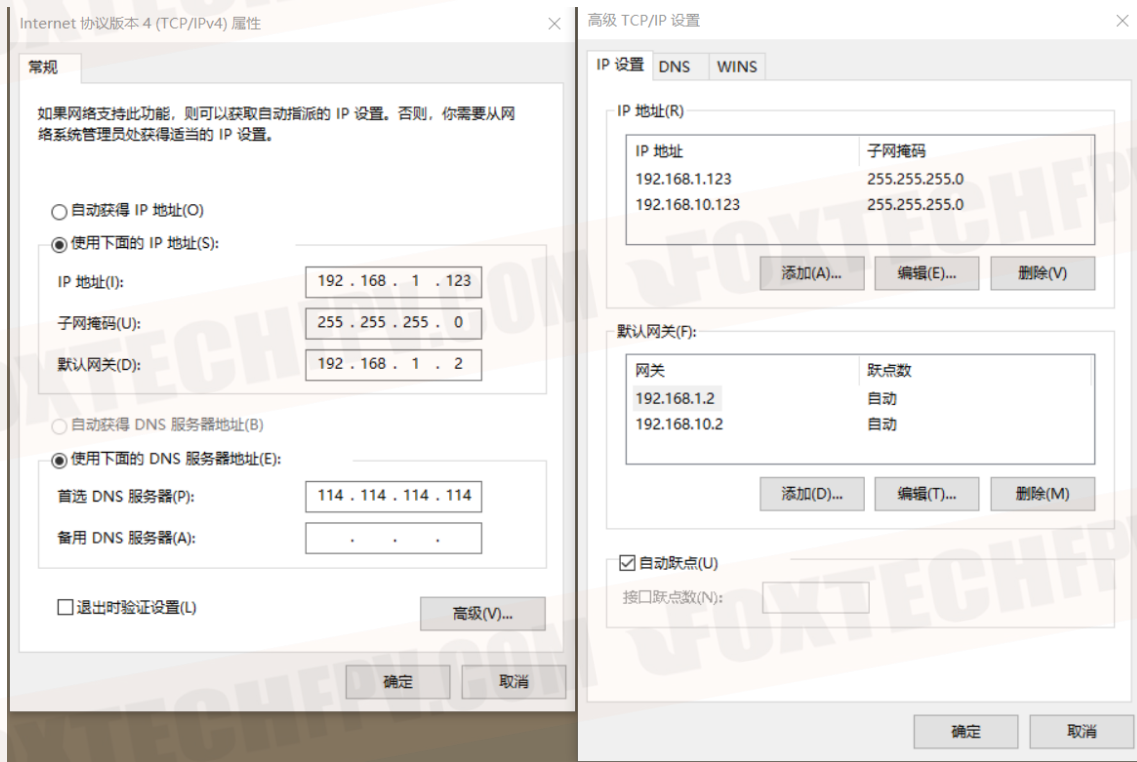 Internet 协议版本 4 (TCP/IPv4) 属性
常规
如果网络支持此功能，则可以获取自动指派的 IP 设置。否则，你需要从网
络系统管理员处获得适当的 IP 设置。
自动获得 IP 地址(O)
使用下面的 IP 地址(S):
IP 地址(I):
192 . 168 . 1 . 123
子网掩码(U):
255 . 255 . 255 . 0
默认网关(D):
192 . 168 . 1 . 2
自动获得 DNS 服务器地址(B)
使用下面的 DNS 服务器地址(E):
首选 DNS 服务器(P):
114 . 114 . 114 . 114
备用 DNS 服务器(A):
. . .
退出时验证设置(L)
高级(V)...
确定
取消
高级 TCP/IP 设置
IP 设置
DNS
WINS
IP 地址(R)
IP 地址 子网掩码
192.168.1.123 255.255.255.0
192.168.10.123 255.255.255.0
添加(A)...
编辑(E)...
删除(V)
默认网关(F):
网关 跃点数
192.168.1.2 自动
192.168.10.2 自动
添加(D)...
编辑(T)...
删除(M)
自动跃点(U)
接口跃点数(N):
确定
取消
FOXTECHFPV.COM